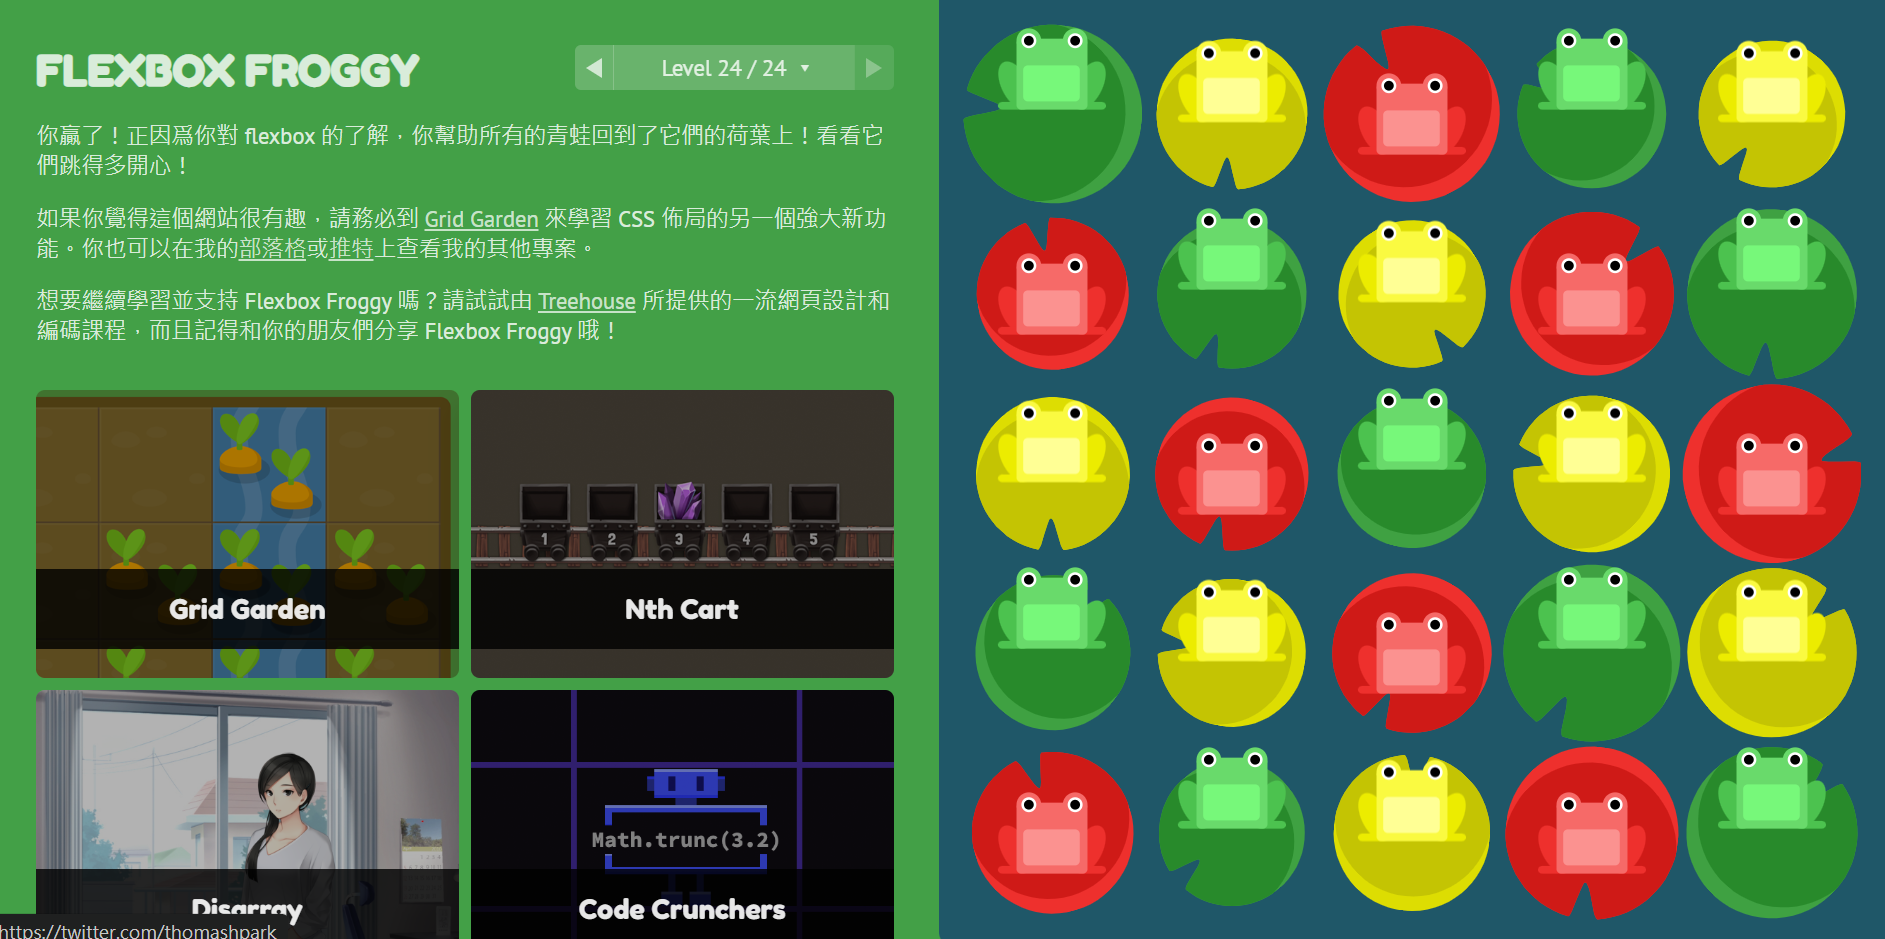 FLEXBOX FROGGY
Level 24 / 24
你贏了！正因爲你對 flexbox 的了解，你幫助所有的青蛙回到了它們的荷葉上！看看它
們跳得多開心！
如果你覺得這個網站很有趣，請務必到 Grid Garden 來學習 CSS 佈局的另一個強大新功
能。你也可以在我的部落格或推特上查看我的其他專案。
想要繼續學習並支持 Flexbox Froggy 嗎？請試試由 Treehouse 所提供的一流網頁設計和
編碼課程，而且記得和你的朋友們分享 Flexbox Froggy 哦！
Grid Garden
1 2 3 4 5
Nth Cart
Disarray
Math.trunc(3.2)
Code Crunchers
https://twitter.com/thomashpark